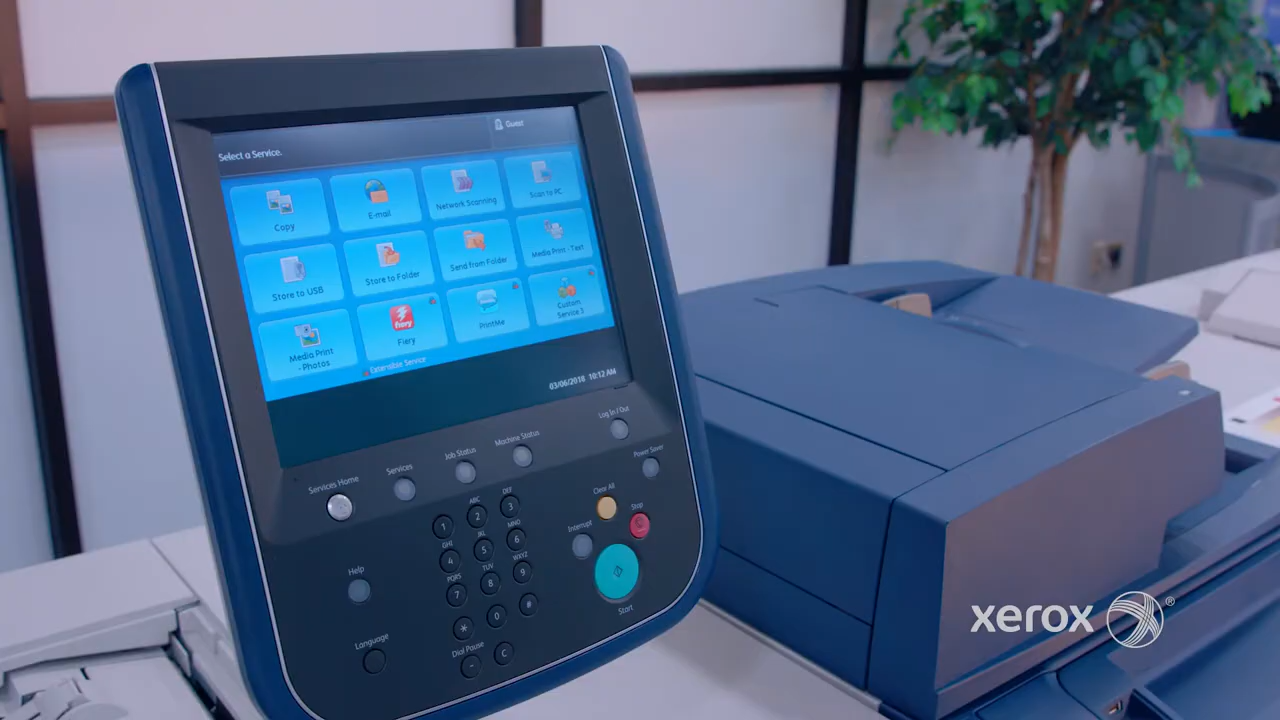 Select a Service.
Guest
Copy
E-mail
Network Scanning
Scan to PC
Store to USB
Store to Folder
Send from Folder
Media Print - Text
Media Print
- Photos
fiery
Fiery
PrintMe
Custom
Service 3
Extensible Service
03/06/2018 10:12 AM
Services Home
Services
Job Status
Machine Status
Log In / Out
Power Saver
Clear All
Stop
Interrupt
Start
Help
Language
1
ABC
2
DEF
3
GHI
4
JKL
5
MNO
6
PQRS
7
TUV
8
WXYZ
9
*
0
#
Dial Pause
-
C
xerox ®